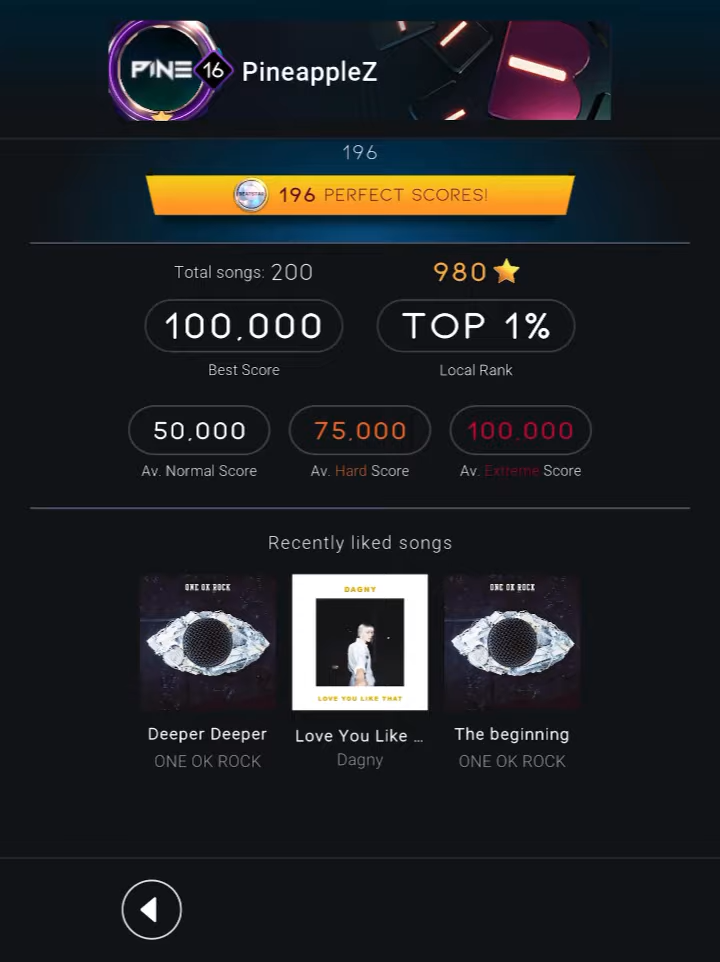 PINE 16 PineappleZ
196
BEATSTAR 196 PERFECT SCORES!
Total songs: 200 980
100,000 TOP 1%
Best Score Local Rank
50,000 75,000 100.000
Av. Normal Score Av. Hard Score Av. Extreme Score
Recently liked songs
ONE OK ROCK DAGNY ONE OK ROCK
LOVE YOU LIKE THAT
Deeper Deeper Love You Like ... The beginning
ONE OK ROCK Dagny ONE OK ROCK